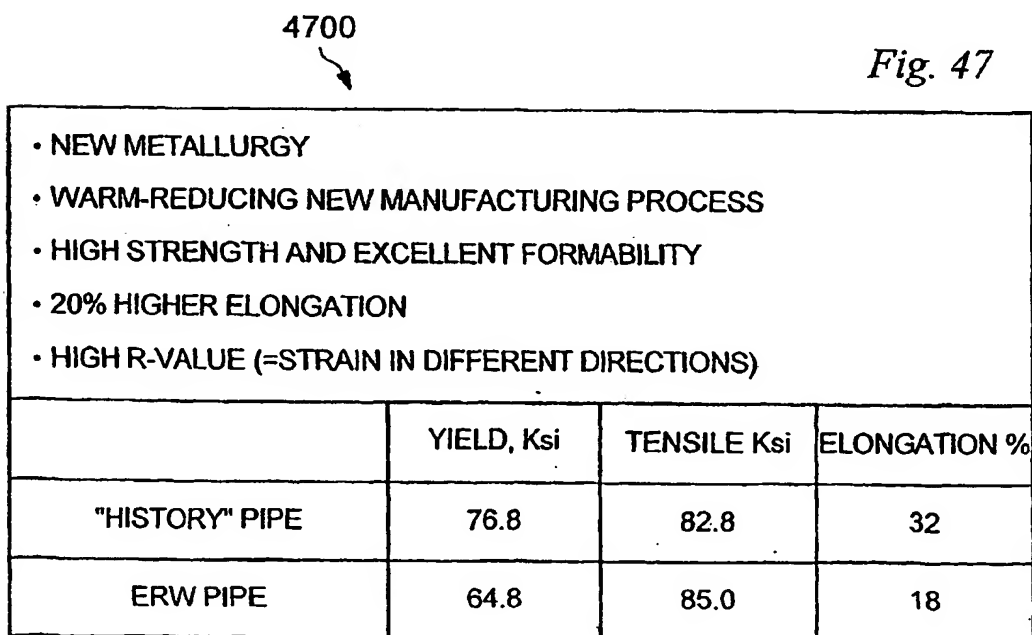 4700
Fig. 47
• NEW METALLURGY
• WARM-REDUCING NEW MANUFACTURING PROCESS
• HIGH STRENGTH AND EXCELLENT FORMABILITY
• 20% HIGHER ELONGATION
• HIGH R-VALUE (=STRAIN IN DIFFERENT DIRECTIONS)
YIELD, Ksi TENSILE Ksi ELONGATION %
"HISTORY" PIPE 76.8 82.8 32
ERW PIPE 64.8 85.0 18